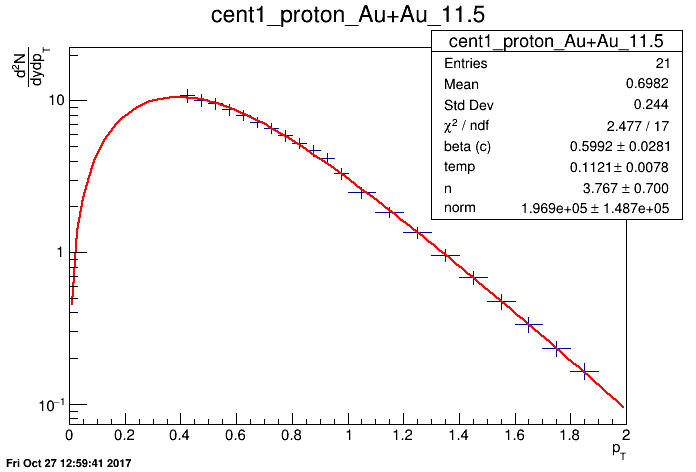 cent1_proton_Au+Au_11.5
cent1_proton_Au+Au_11.5
Entries 21
Mean 0.6982
Std Dev 0.244
χ² / ndf 2.477 / 17
beta (c) 0.5992 ± 0.0281
temp 0.1121 ± 0.0078
n 3.767 ± 0.700
norm 1.969e+05 ± 1.487e+05
d²N
dydp_T
10
1
10⁻¹
0 0.2 0.4 0.6 0.8 1 1.2 1.4 1.6 1.8 2
p_T
Fri Oct 27 12:59:41 2017